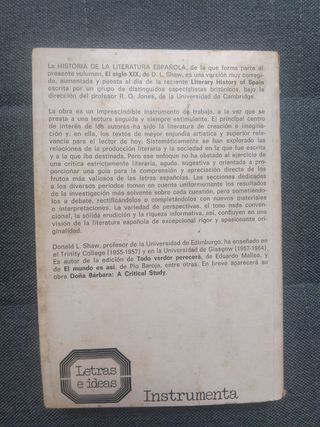 La HISTORIA DE LA LITERATURA ESPAÑOLA, de la que forma parte el
presente volumen, El siglo XIX, de D. L. Shaw, es una versión muy corregi-
da, aumentada y puesta al día de la reciente Literary History of Spain
escrita por un grupo de distinguidos especialistas británicos, bajo la
dirección del profesor R. O. Jones, de la Universidad de Cambridge.
La obra es un imprescindible instrumento de trabajo, a la vez que se
presta a una lectura seguida y siempre estimulante. El principal cen-
tro de interés de los autores ha sido la literatura de creación e imagina-
ción y, en ella, los textos de mayor enjundia artística y superior rele-
vancia para el lector de hoy. Sistemáticamente se han explorado las
relaciones de la producción literaria y la sociedad en el seno de la que fue escri-
ta y a la que iba destinada. Pero ese enfoque no ha obstado al ejercicio de
una crítica estrictamente literaria, aguda, sugestiva y orientada a pro-
porcionar una guía para la comprensión y apreciación directa de los
frutos más valiosos de las letras españolas. Las secciones dedicadas
a los diversos períodos toman en cuenta uniformemente los resultados
de la investigación más solvente sobre cada cuestión, pero sometiéndo-
los a debate, rectificándolos o completándolos con nuevos materiales
e interpretaciones. La variedad de perspectivas, el tono nada conven-
cional, la sólida erudición y la riqueza informativa, así, confluyen en una
visión de la literatura española de excepcional rigor y apasionante ori-
ginalidad.
Donald L. Shaw, profesor de la Universidad de Edimburgo, ha enseñado en
el Trinity College (1955-1957) y en la Universidad de Glasgow (1957-1964),
Es autor de la edición de Todo verdor perecerá, de Eduardo Mallea, y
de El mundo es así, de Pío Baroja, entre otras. En breve aparecerá su
obra Doña Bárbara: A Critical Study.
Letras
e ideas
Instrumenta